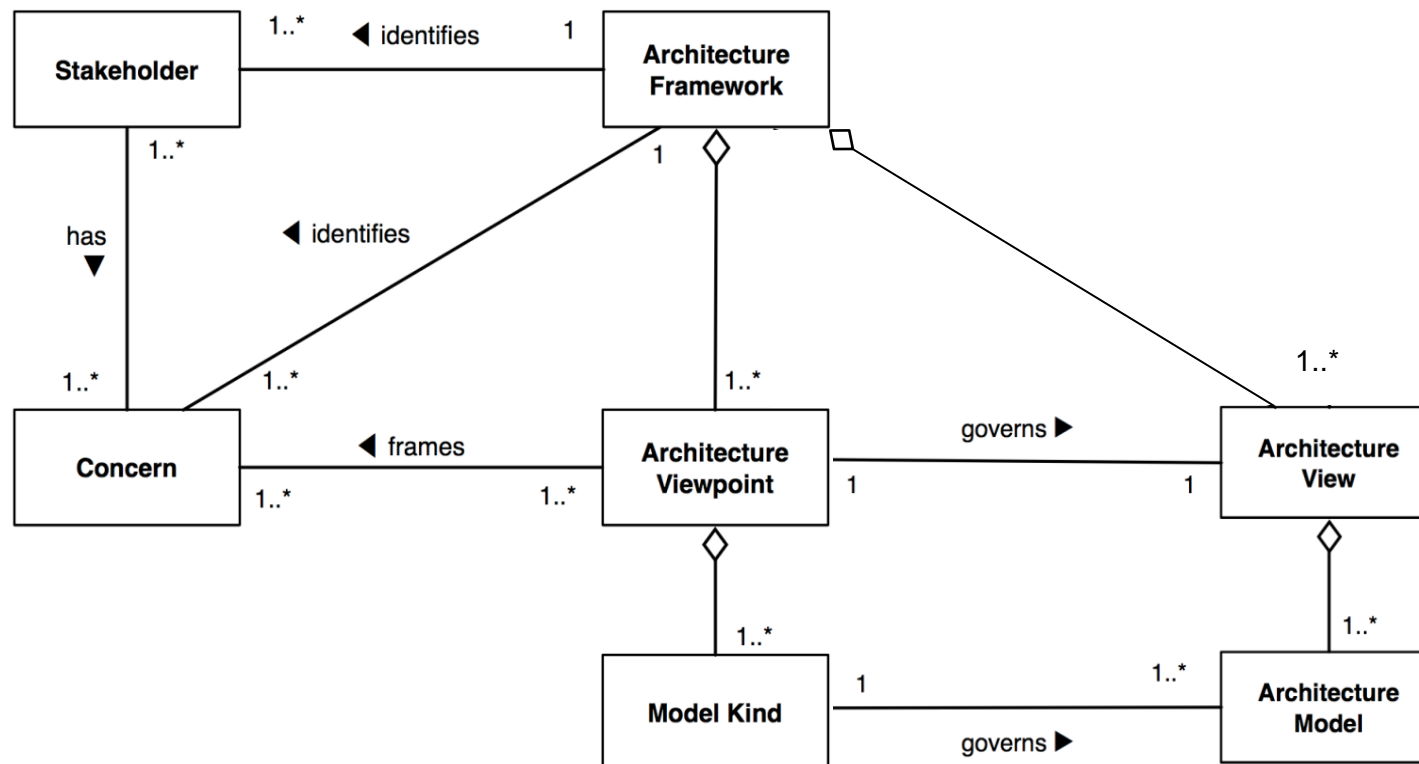 1..*
◀ identifies
1
Stakeholder
Architecture
Framework
1..*
1
has
▼
◀ identifies
1..*
1..*
1..*
1..*
Concern
◀ frames
1..*
1..*
Architecture
Viewpoint
governs ▶
1
1
Architecture
View
1..*
1..*
Model Kind
1
1..*
governs ▶
Architecture
Model